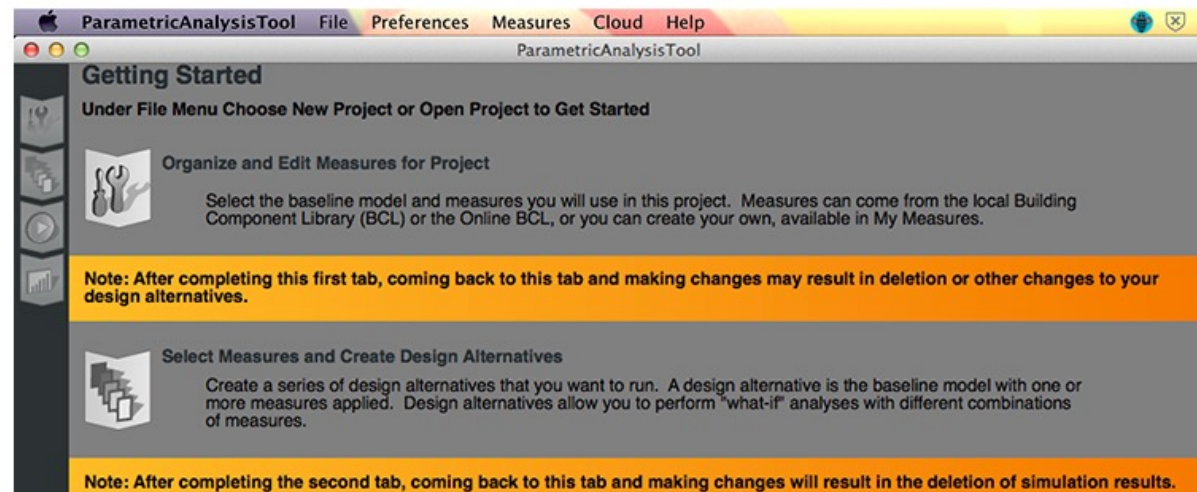 ParametricAnalysisTool File Preferences Measures Cloud Help
ParametricAnalysisTool
Getting Started
Under File Menu Choose New Project or Open Project to Get Started
Organize and Edit Measures for Project
Select the baseline model and measures you will use in this project. Measures can come from the local Building
Component Library (BCL) or the Online BCL, or you can create your own, available in My Measures.
Note: After completing this first tab, coming back to this tab and making changes may result in deletion or other changes to your
design alternatives.
Select Measures and Create Design Alternatives
Create a series of design alternatives that you want to run. A design alternative is the baseline model with one or
more measures applied. Design alternatives allow you to perform "what-if" analyses with different combinations
of measures.
Note: After completing the second tab, coming back to this tab and making changes will result in the deletion of simulation results.